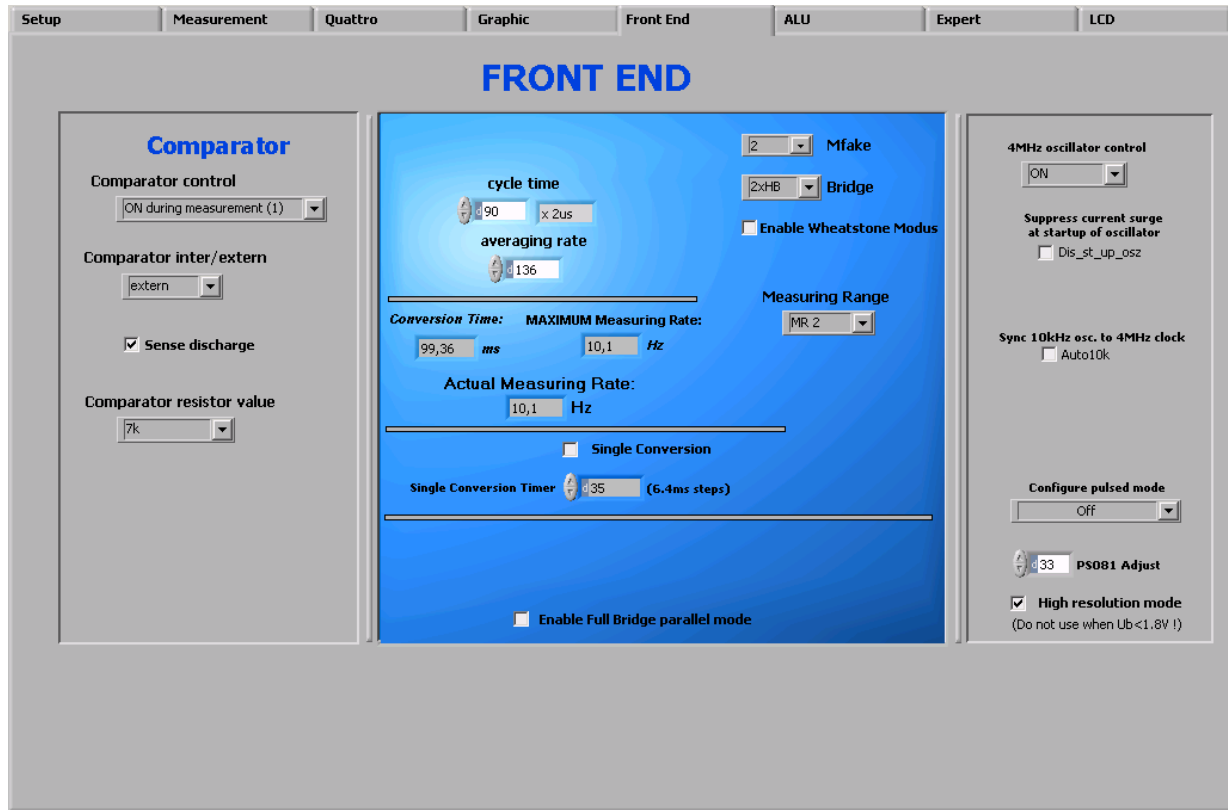 Setup Measurement Quattro Graphic Front End ALU Expert LCD
FRONT END
Comparator
Comparator control
ON during measurement (1)
Comparator inter/extern
extern
Sense discharge
Comparator resistor value
7k
cycle time
d 90 x 2us
averaging rate
d 136
2 Mfake
2xHB Bridge
Enable Wheatstone Modus
Measuring Range
MR 2
Conversion Time: MAXIMUM Measuring Rate:
99,36 ms 10,1 Hz
Actual Measuring Rate:
10,1 Hz
Single Conversion
Single Conversion Timer d 35 (6.4ms steps)
Enable Full Bridge parallel mode
4MHz oscillator control
ON
Suppress current surge
at startup of oscillator
Dis_st_up_osz
Sync 10kHz osc. to 4MHz clock
Auto10k
Configure pulsed mode
Off
d 33 PS081 Adjust
High resolution mode
(Do not use when Ub<1.8V !)